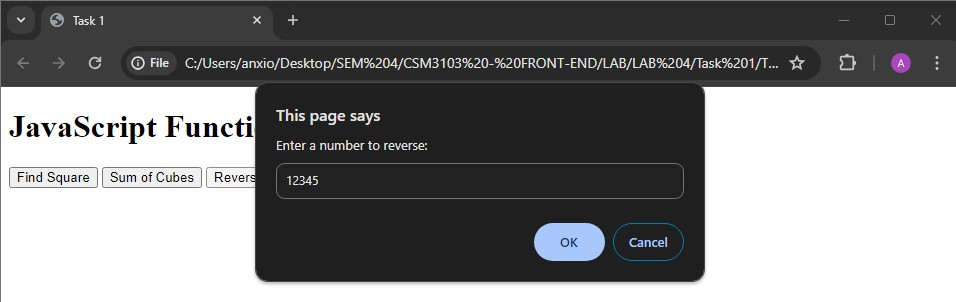 Task 1
File C:/Users/anxio/Desktop/SEM%204/CSM3103%20-%20FRONT-END/LAB/LAB%204/Task%201/T...
A
This page says
JavaScript Functi
Enter a number to reverse:
Find Square Sum of Cubes Revers
12345
OK Cancel